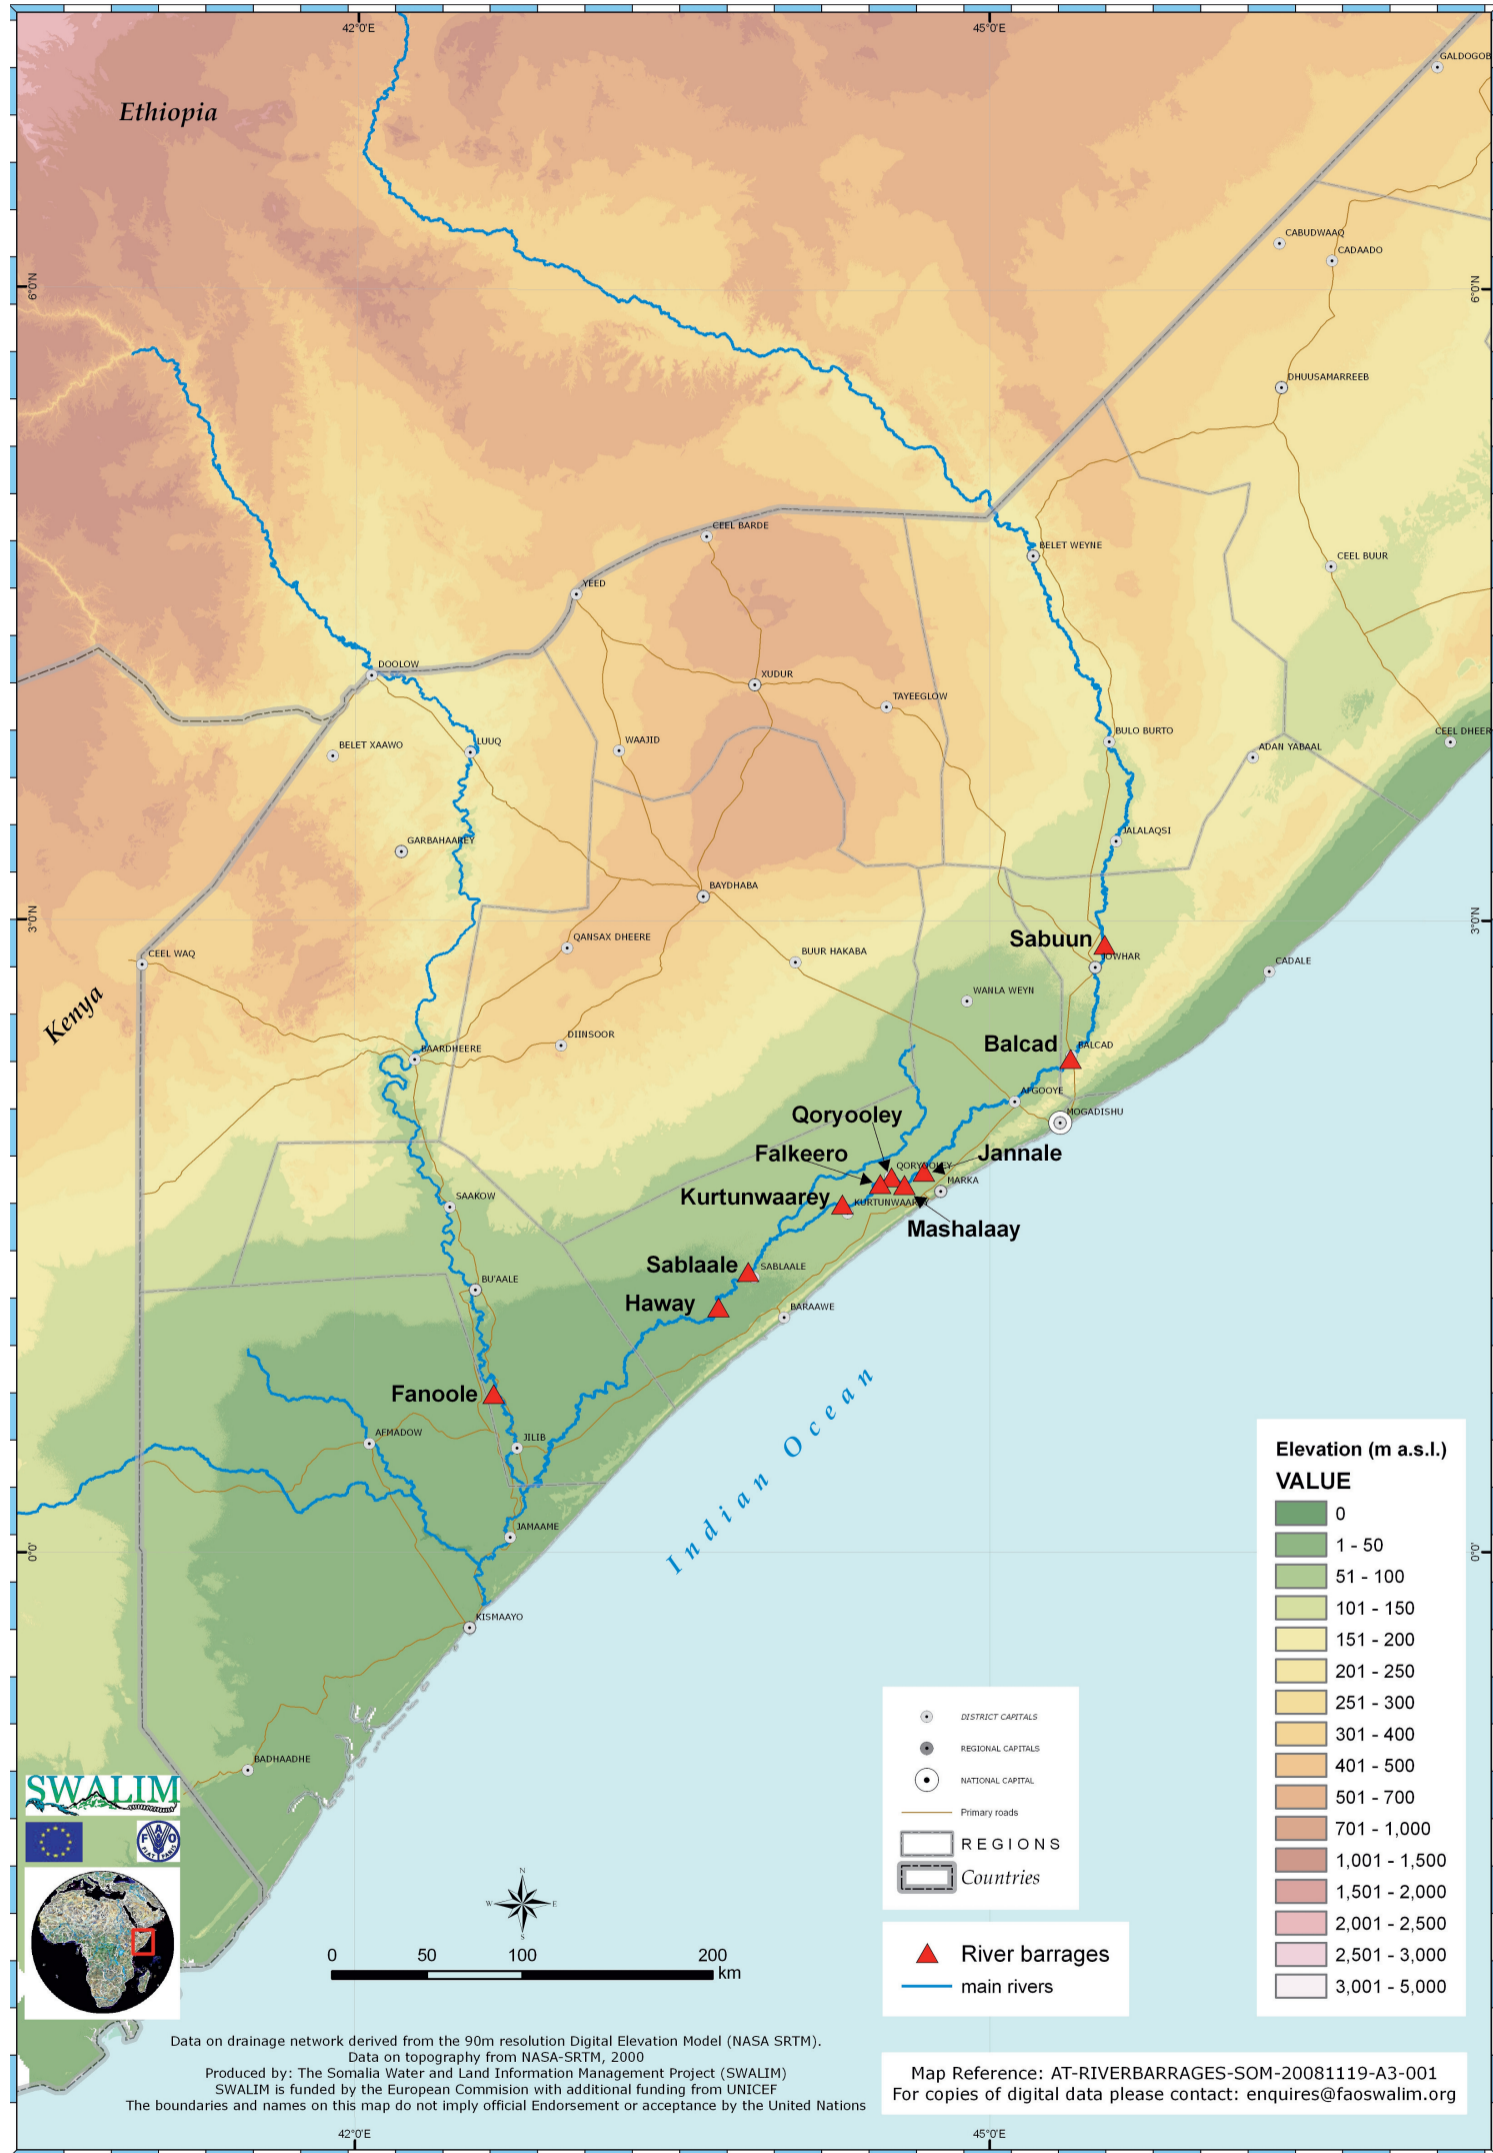 42°0'E
45°0'E
GALDOGOB
Ethiopia
CABUDWAAQ
CADAADO
6°0'N
6°0'N
DHUUSAMARREEB
CEEL BARDE
BELET WEYNE
CEEL BUUR
YEED
DOOLOW
XUDUR
TAYEEGLOW
BELET XAAWO
LUUQ
WAAJID
BULO BURTO
ADAN YABAAL
CEEL DHEER
GARBAHAAREY
JALALAQSI
BAYDHABA
3°0'N
3°0'N
QANSAX DHEERE
Sabuun
CEEL WAQ
BUUR HAKABA
JOWHAR
CADALE
WANLA WEYN
Kenya
DIINSOOR
BAARDHEERE
Balcad
BALCAD
AFGOOYE
MOGADISHU
Qoryooley
Falkeero
Jannale
QORYOOLEY
MARKA
Kurtunwaarey
KURTUNWAAREY
SAAKOW
Mashalaay
Sablaale
SABLAALE
BU'AALE
Haway
BARAAWE
Fanoole
AFMADOW
JILIB
Indian Ocean
JAMAAME
0°0'
0°0'
KISMAAYO
BADHAADHE
Elevation (m a.s.l.)
VALUE
0
1 - 50
51 - 100
101 - 150
151 - 200
201 - 250
251 - 300
301 - 400
401 - 500
501 - 700
701 - 1,000
1,001 - 1,500
1,501 - 2,000
2,001 - 2,500
2,501 - 3,000
3,001 - 5,000
DISTRICT CAPITALS
REGIONAL CAPITALS
NATIONAL CAPITAL
Primary roads
REGIONS
Countries
River barrages
main rivers
SWALIM
FAO
FIAT PANIS
N
W
E
S
0 50 100 200
km
Data on drainage network derived from the 90m resolution Digital Elevation Model (NASA SRTM).
Data on topography from NASA-SRTM, 2000
Produced by: The Somalia Water and Land Information Management Project (SWALIM)
SWALIM is funded by the European Commision with additional funding from UNICEF
The boundaries and names on this map do not imply official Endorsement or acceptance by the United Nations
Map Reference: AT-RIVERBARRAGES-SOM-20081119-A3-001
For copies of digital data please contact: enquires@faoswalim.org
42°0'E
45°0'E